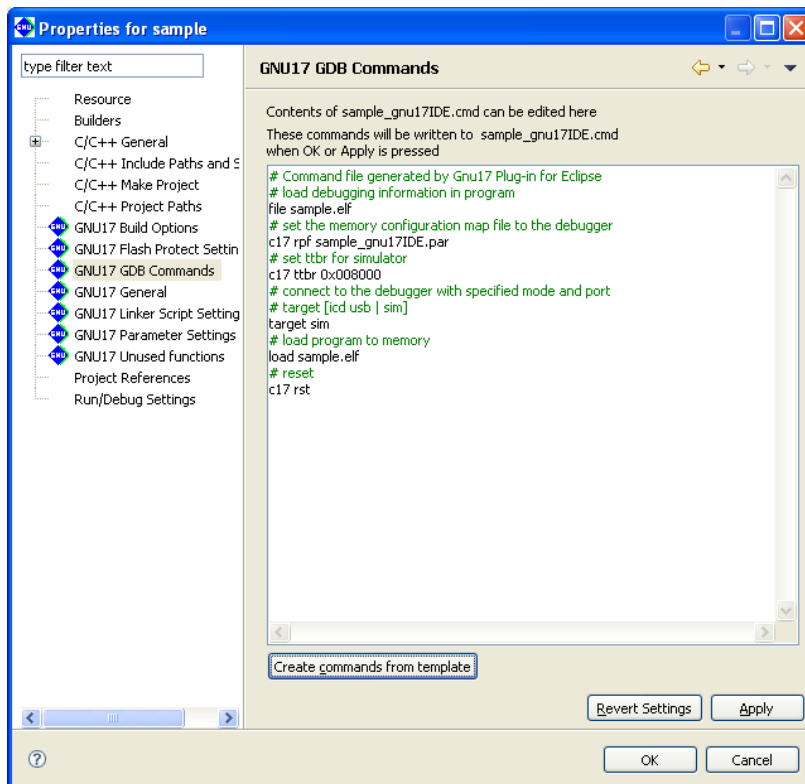 Properties for sample
type filter text
Resource
Builders
C/C++ General
C/C++ Include Paths and S
C/C++ Make Project
C/C++ Project Paths
GNU17 Build Options
GNU17 Flash Protect Settin
GNU17 GDB Commands
GNU17 General
GNU17 Linker Script Setting
GNU17 Parameter Settings
GNU17 Unused functions
Project References
Run/Debug Settings
GNU17 GDB Commands
Contents of sample_gnu17IDE.cmd can be edited here
These commands will be written to sample_gnu17IDE.cmd
when OK or Apply is pressed
# Command file generated by Gnu17 Plug-in for Eclipse
# load debugging information in program
file sample.elf
# set the memory configuration map file to the debugger
c17 rpf sample_gnu17IDE.par
# set ttbr for simulator
c17 ttbr 0x008000
# connect to the debugger with specified mode and port
# target [icd usb | sim]
target sim
# load program to memory
load sample.elf
# reset
c17 rst
Create commands from template
Revert Settings
Apply
OK
Cancel